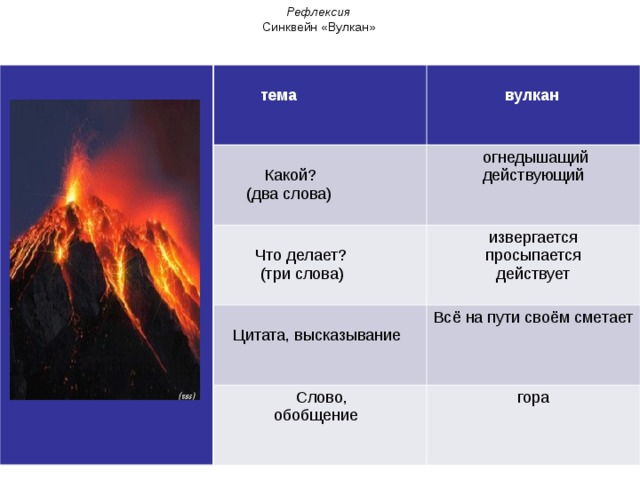 Рефлексия
Синквейн «Вулкан»
тема
вулкан
Какой?
(два слова)
огнедышащий
действующий
Что делает?
(три слова)
извергается
просыпается
действует
Цитата, высказывание
Всё на пути своём сметает
Слово,
обобщение
гора